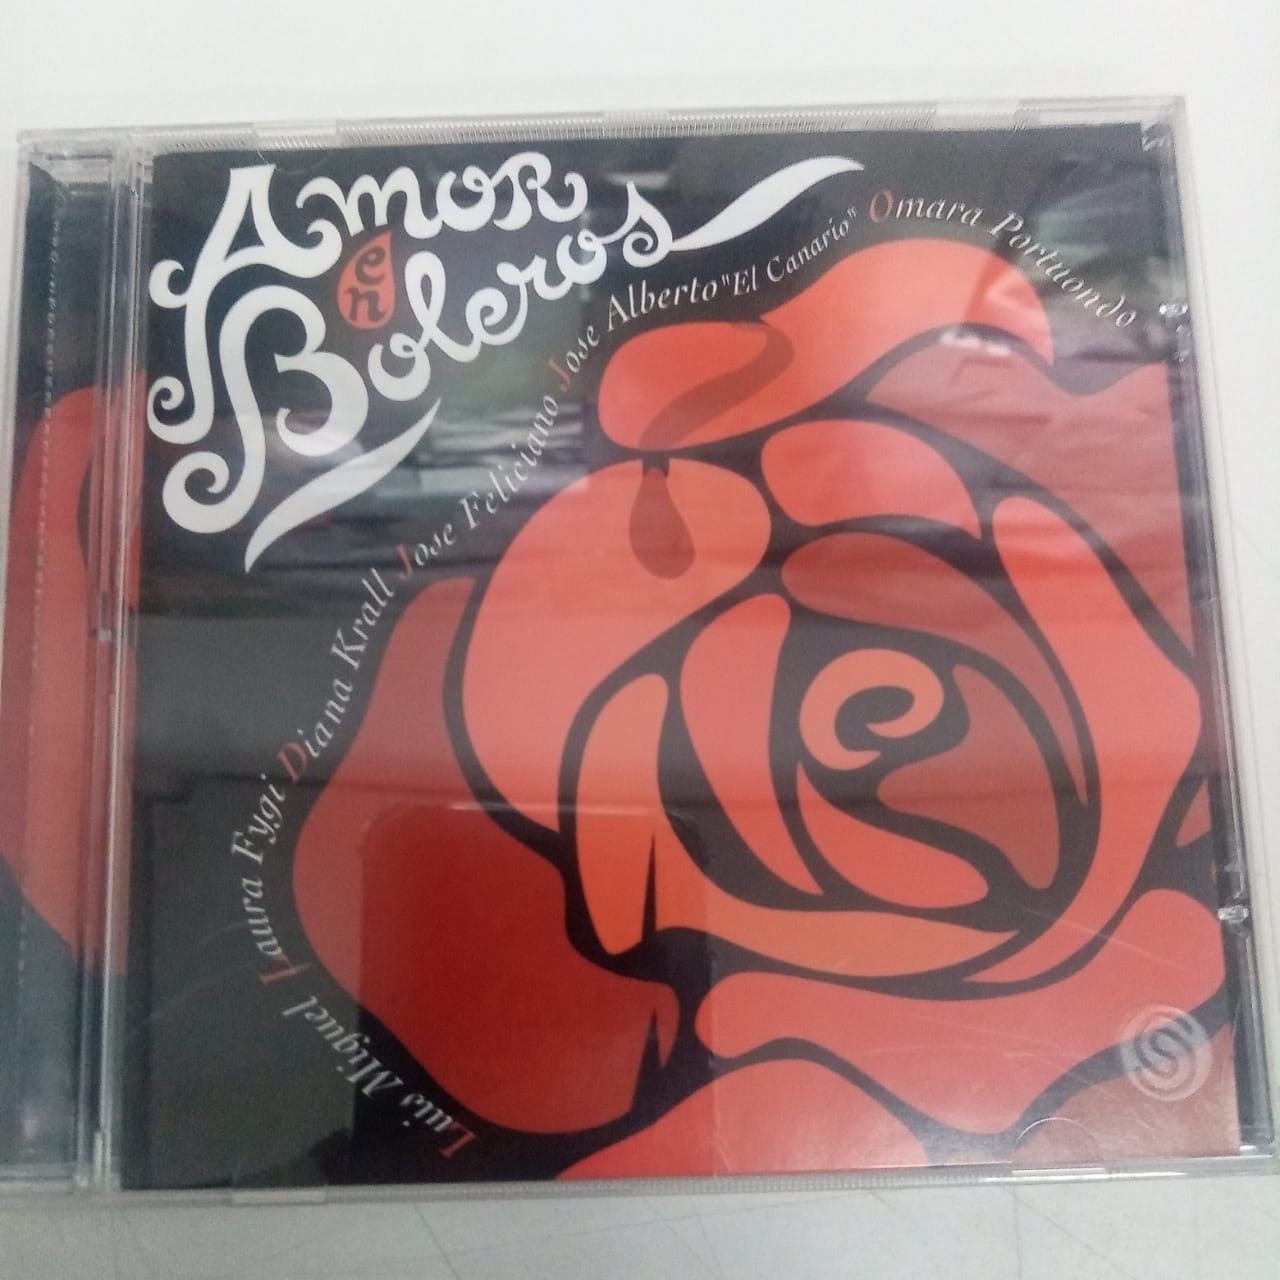 Amor
en
Boleros
Luis Miguel Laura Fygi Diana Krall Jose Feliciano Jose Alberto "El Canario" Omara Portuondo